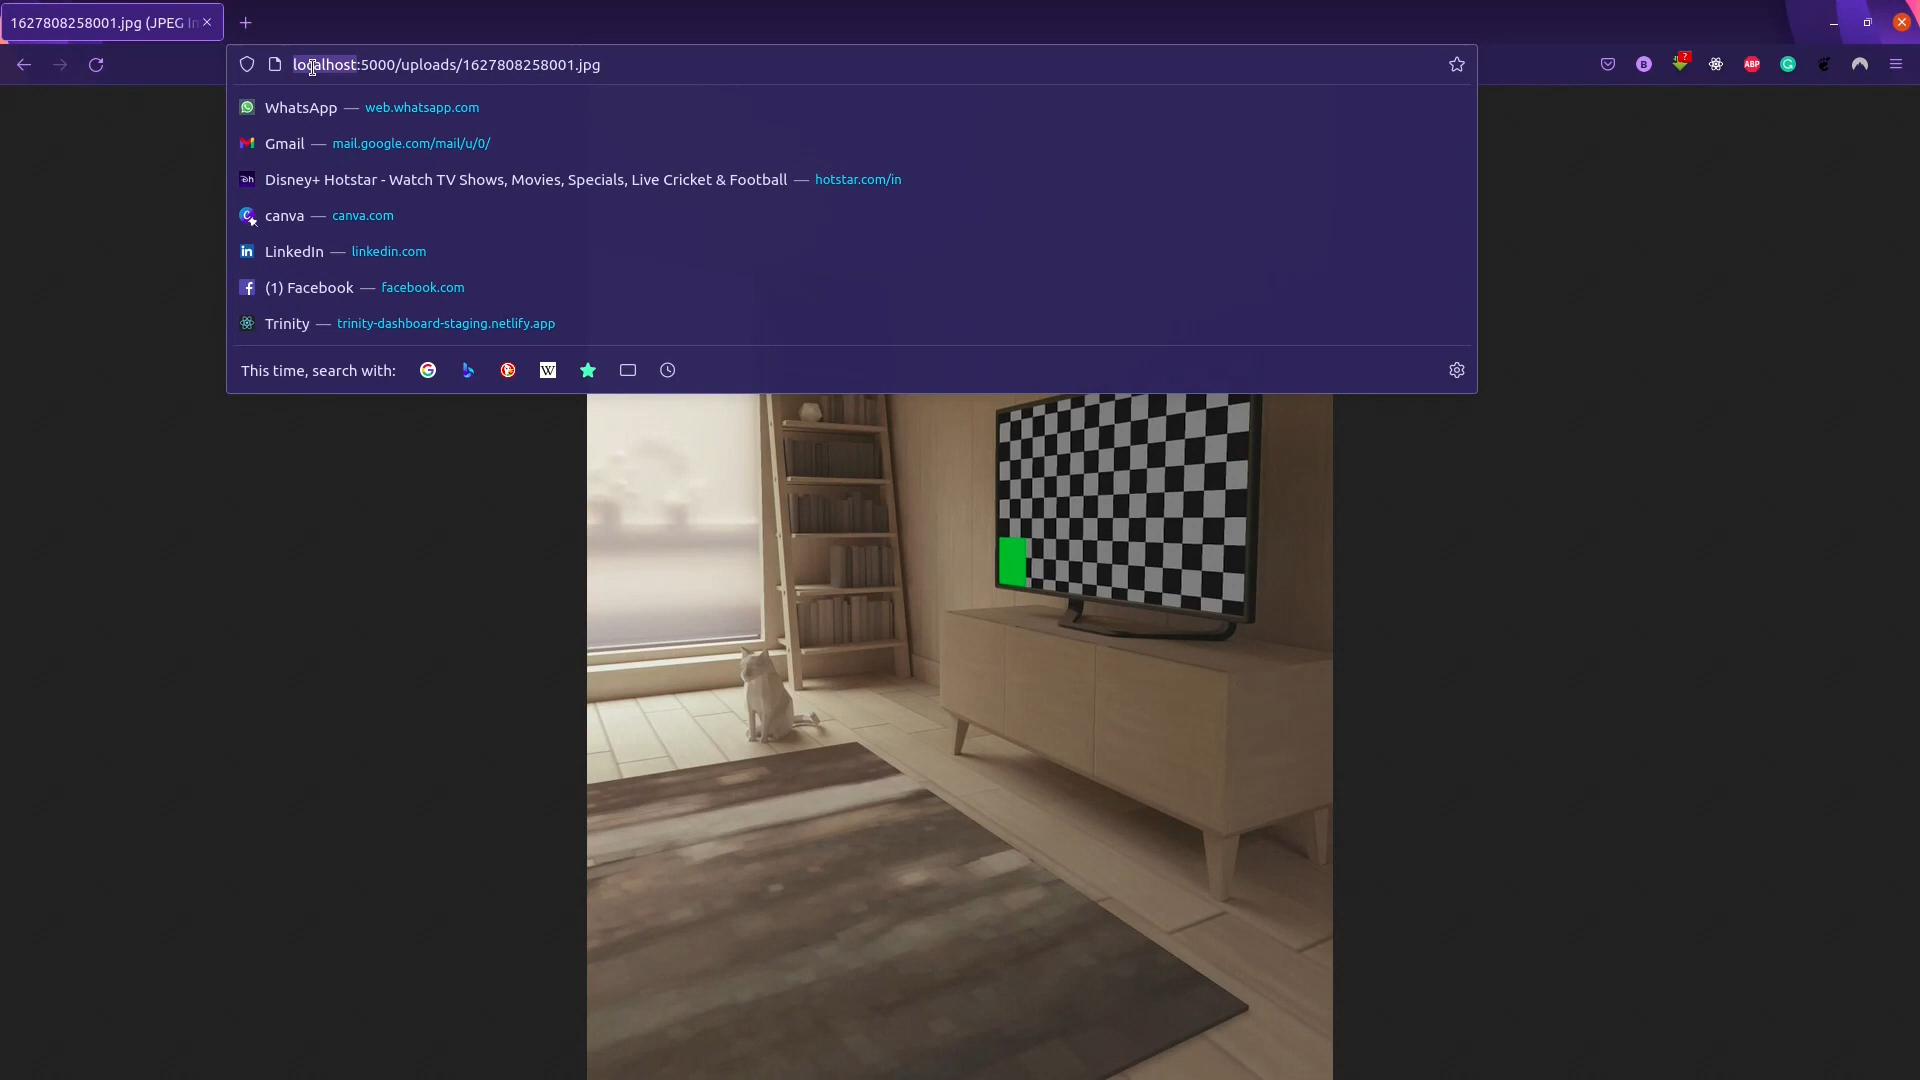 1627808258001.jpg (JPEG In
localhost:5000/uploads/1627808258001.jpg
B
?
ABP
G
WhatsApp — web.whatsapp.com
Gmail — mail.google.com/mail/u/0/
Disney+ Hotstar - Watch TV Shows, Movies, Specials, Live Cricket & Football — hotstar.com/in
canva — canva.com
LinkedIn — linkedin.com
(1) Facebook — facebook.com
Trinity — trinity-dashboard-staging.netlify.app
This time, search with: G W